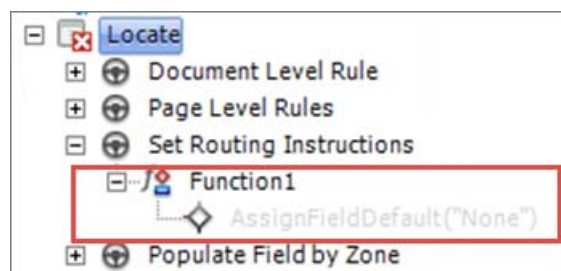 Locate
Document Level Rule
Page Level Rules
Set Routing Instructions
Function1
AssignFieldDefault("None")
Populate Field by Zone